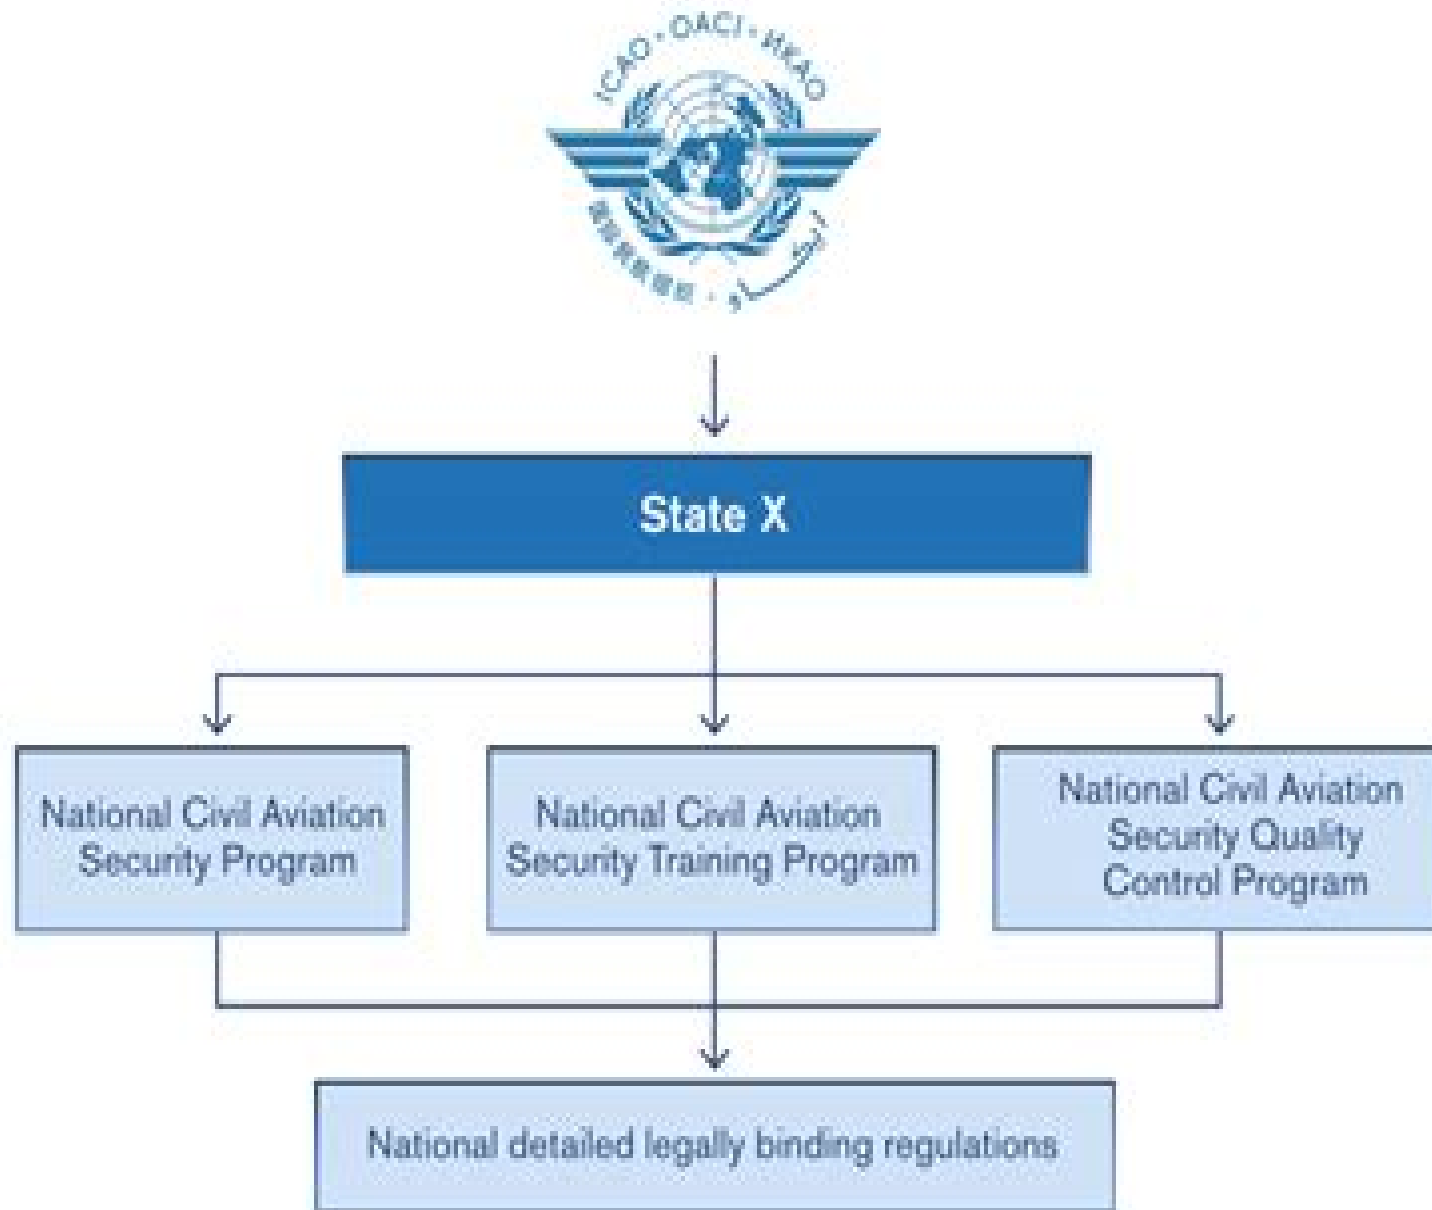 ICAO · OACI · ИКАО
State X
National Civil Aviation
Security Program
National Civil Aviation
Security Training Program
National Civil Aviation
Security Quality
Control Program
National detailed legally binding regulations